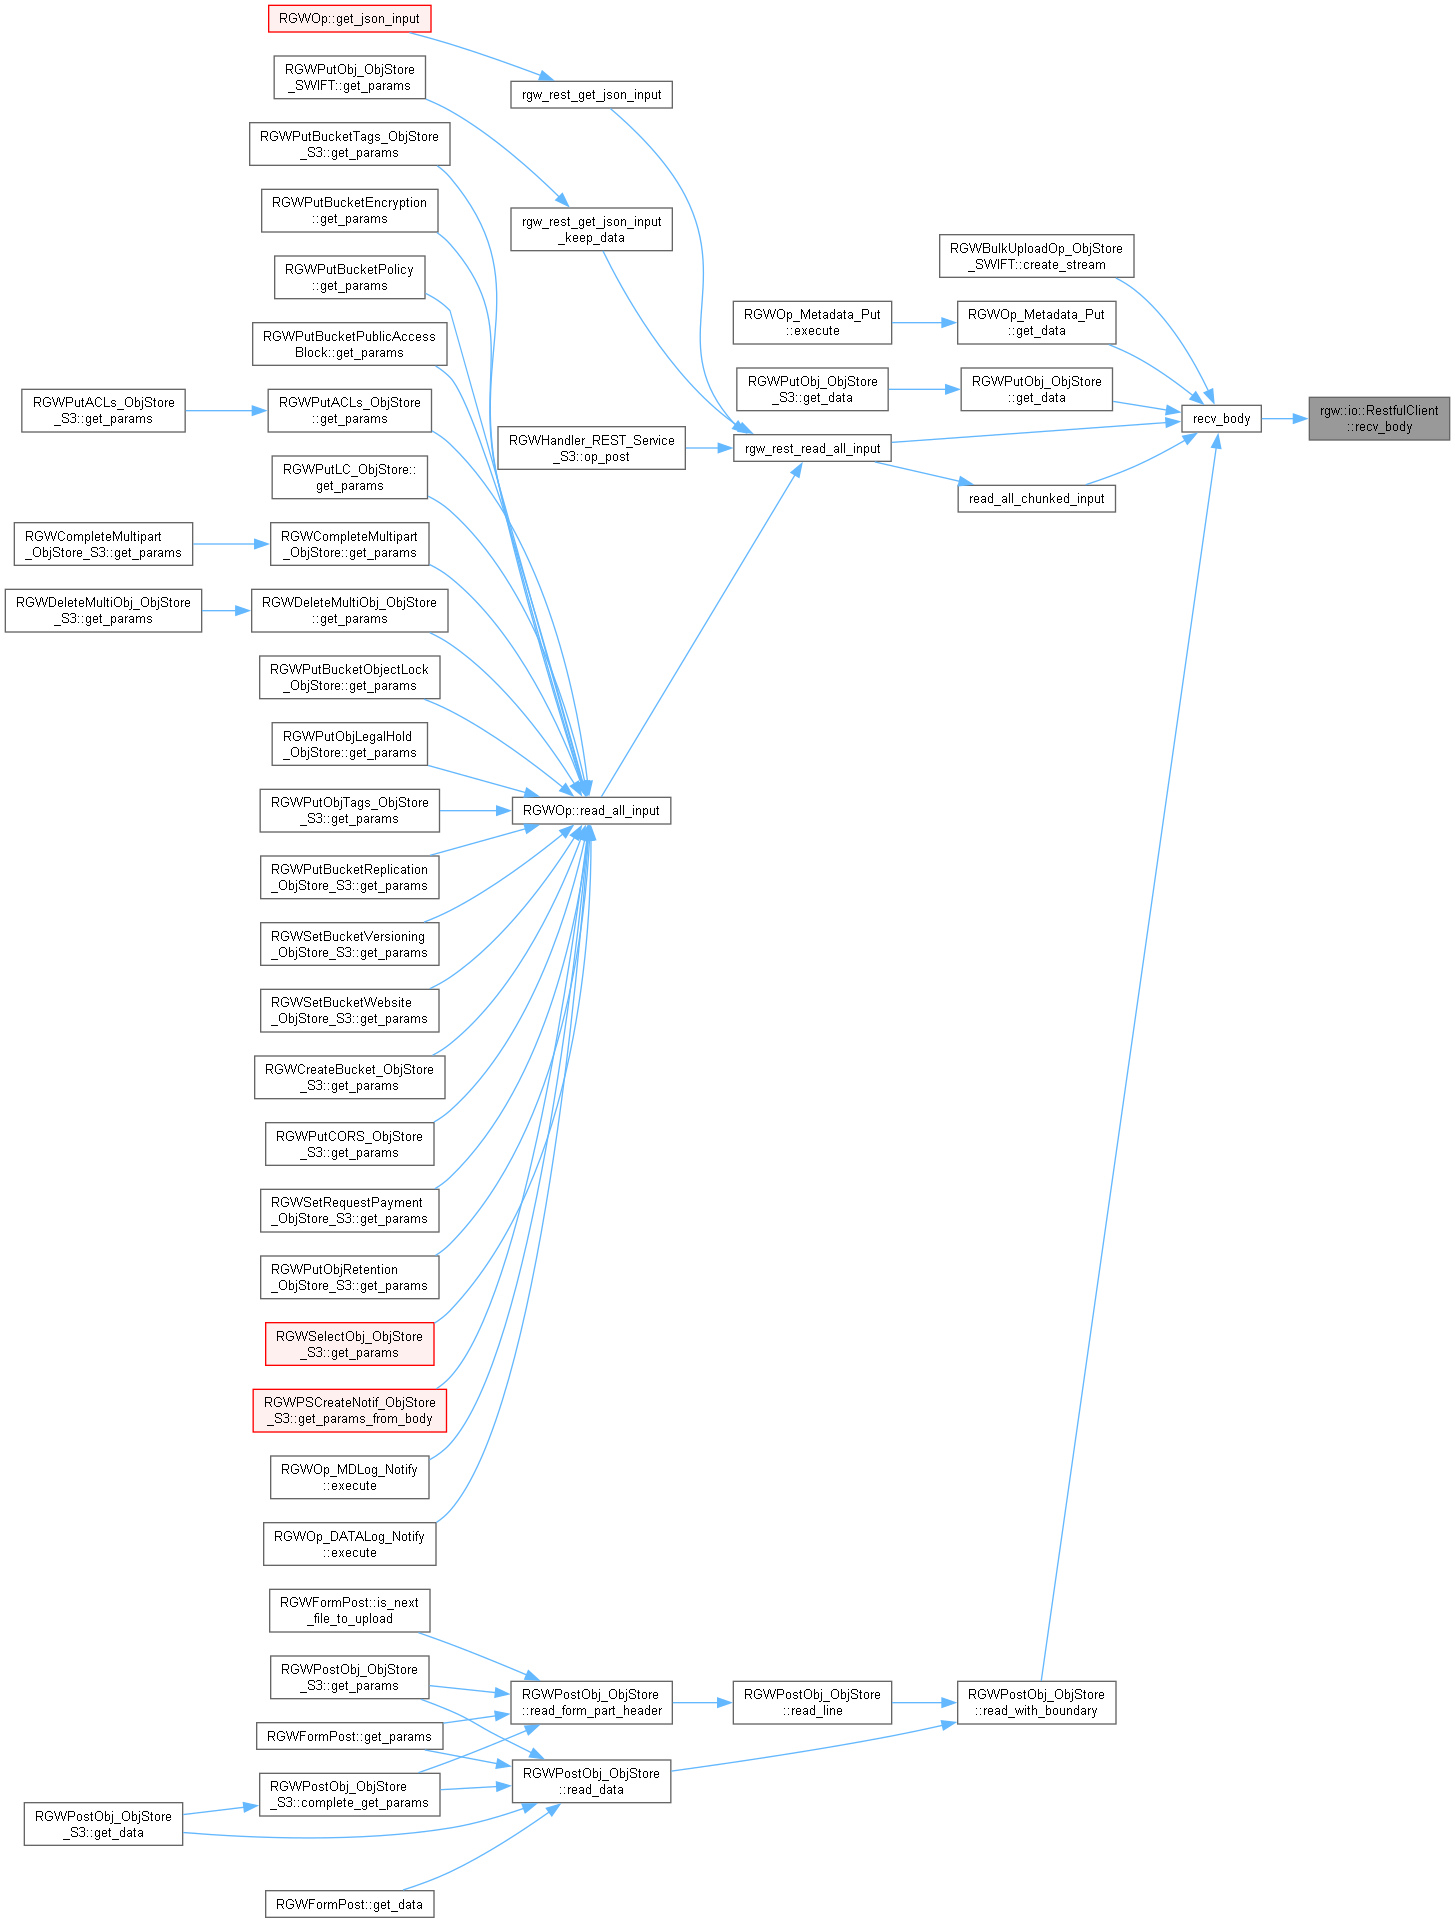 RGWOp::get_json_input
RGWPutObj_ObjStore
_SWIFT::get_params
rgw_rest_get_json_input
RGWPutBucketTags_ObjStore
_S3::get_params
RGWPutBucketEncryption
::get_params
rgw_rest_get_json_input
_keep_data
RGWBulkUploadOp_ObjStore
_SWIFT::create_stream
RGWPutBucketPolicy
::get_params
RGWOp_Metadata_Put
::execute
RGWOp_Metadata_Put
::get_data
RGWPutBucketPublicAccess
Block::get_params
RGWPutObj_ObjStore
_S3::get_data
RGWPutObj_ObjStore
::get_data
RGWPutACLs_ObjStore
_S3::get_params
RGWPutACLs_ObjStore
::get_params
recv_body
rgw::io::RestfulClient
::recv_body
RGWHandler_REST_Service
_S3::op_post
rgw_rest_read_all_input
RGWPutLC_ObjStore::
get_params
read_all_chunked_input
RGWCompleteMultipart
_ObjStore_S3::get_params
RGWCompleteMultipart
_ObjStore::get_params
RGWDeleteMultiObj_ObjStore
_S3::get_params
RGWDeleteMultiObj_ObjStore
::get_params
RGWPutBucketObjectLock
_ObjStore::get_params
RGWPutObjLegalHold
_ObjStore::get_params
RGWPutObjTags_ObjStore
_S3::get_params
RGWOp::read_all_input
RGWPutBucketReplication
_ObjStore_S3::get_params
RGWSetBucketVersioning
_ObjStore_S3::get_params
RGWSetBucketWebsite
_ObjStore_S3::get_params
RGWCreateBucket_ObjStore
_S3::get_params
RGWPutCORS_ObjStore
_S3::get_params
RGWSetRequestPayment
_ObjStore_S3::get_params
RGWPutObjRetention
_ObjStore_S3::get_params
RGWSelectObj_ObjStore
_S3::get_params
RGWPSCreateNotif_ObjStore
_S3::get_params_from_body
RGWOp_MDLog_Notify
::execute
RGWOp_DATALog_Notify
::execute
RGWFormPost::is_next
_file_to_upload
RGWPostObj_ObjStore
_S3::get_params
RGWPostObj_ObjStore
::read_form_part_header
RGWPostObj_ObjStore
::read_line
RGWPostObj_ObjStore
::read_with_boundary
RGWFormPost::get_params
RGWPostObj_ObjStore
::read_data
RGWPostObj_ObjStore
_S3::complete_get_params
RGWPostObj_ObjStore
_S3::get_data
RGWFormPost::get_data